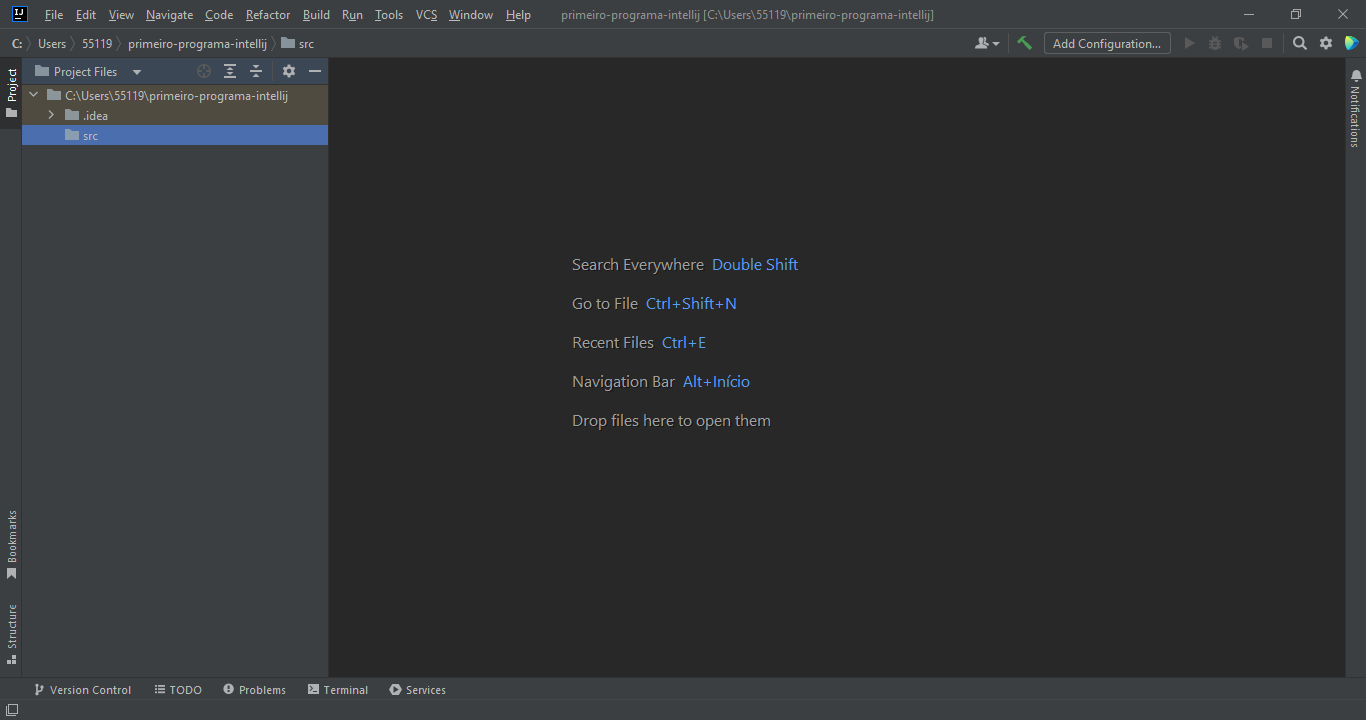 IJ File Edit View Navigate Code Refactor Build Run Tools VCS Window Help primeiro-programa-intellij [C:\Users\55119\primeiro-programa-intellij]
C: Users 55119 primeiro-programa-intellij src Add Configuration...
Project
Project Files
Notifications
C:\Users\55119\primeiro-programa-intellij
.idea
src
Search Everywhere Double Shift
Go to File Ctrl+Shift+N
Recent Files Ctrl+E
Navigation Bar Alt+Início
Drop files here to open them
Bookmarks
Structure
Version Control TODO Problems Terminal Services